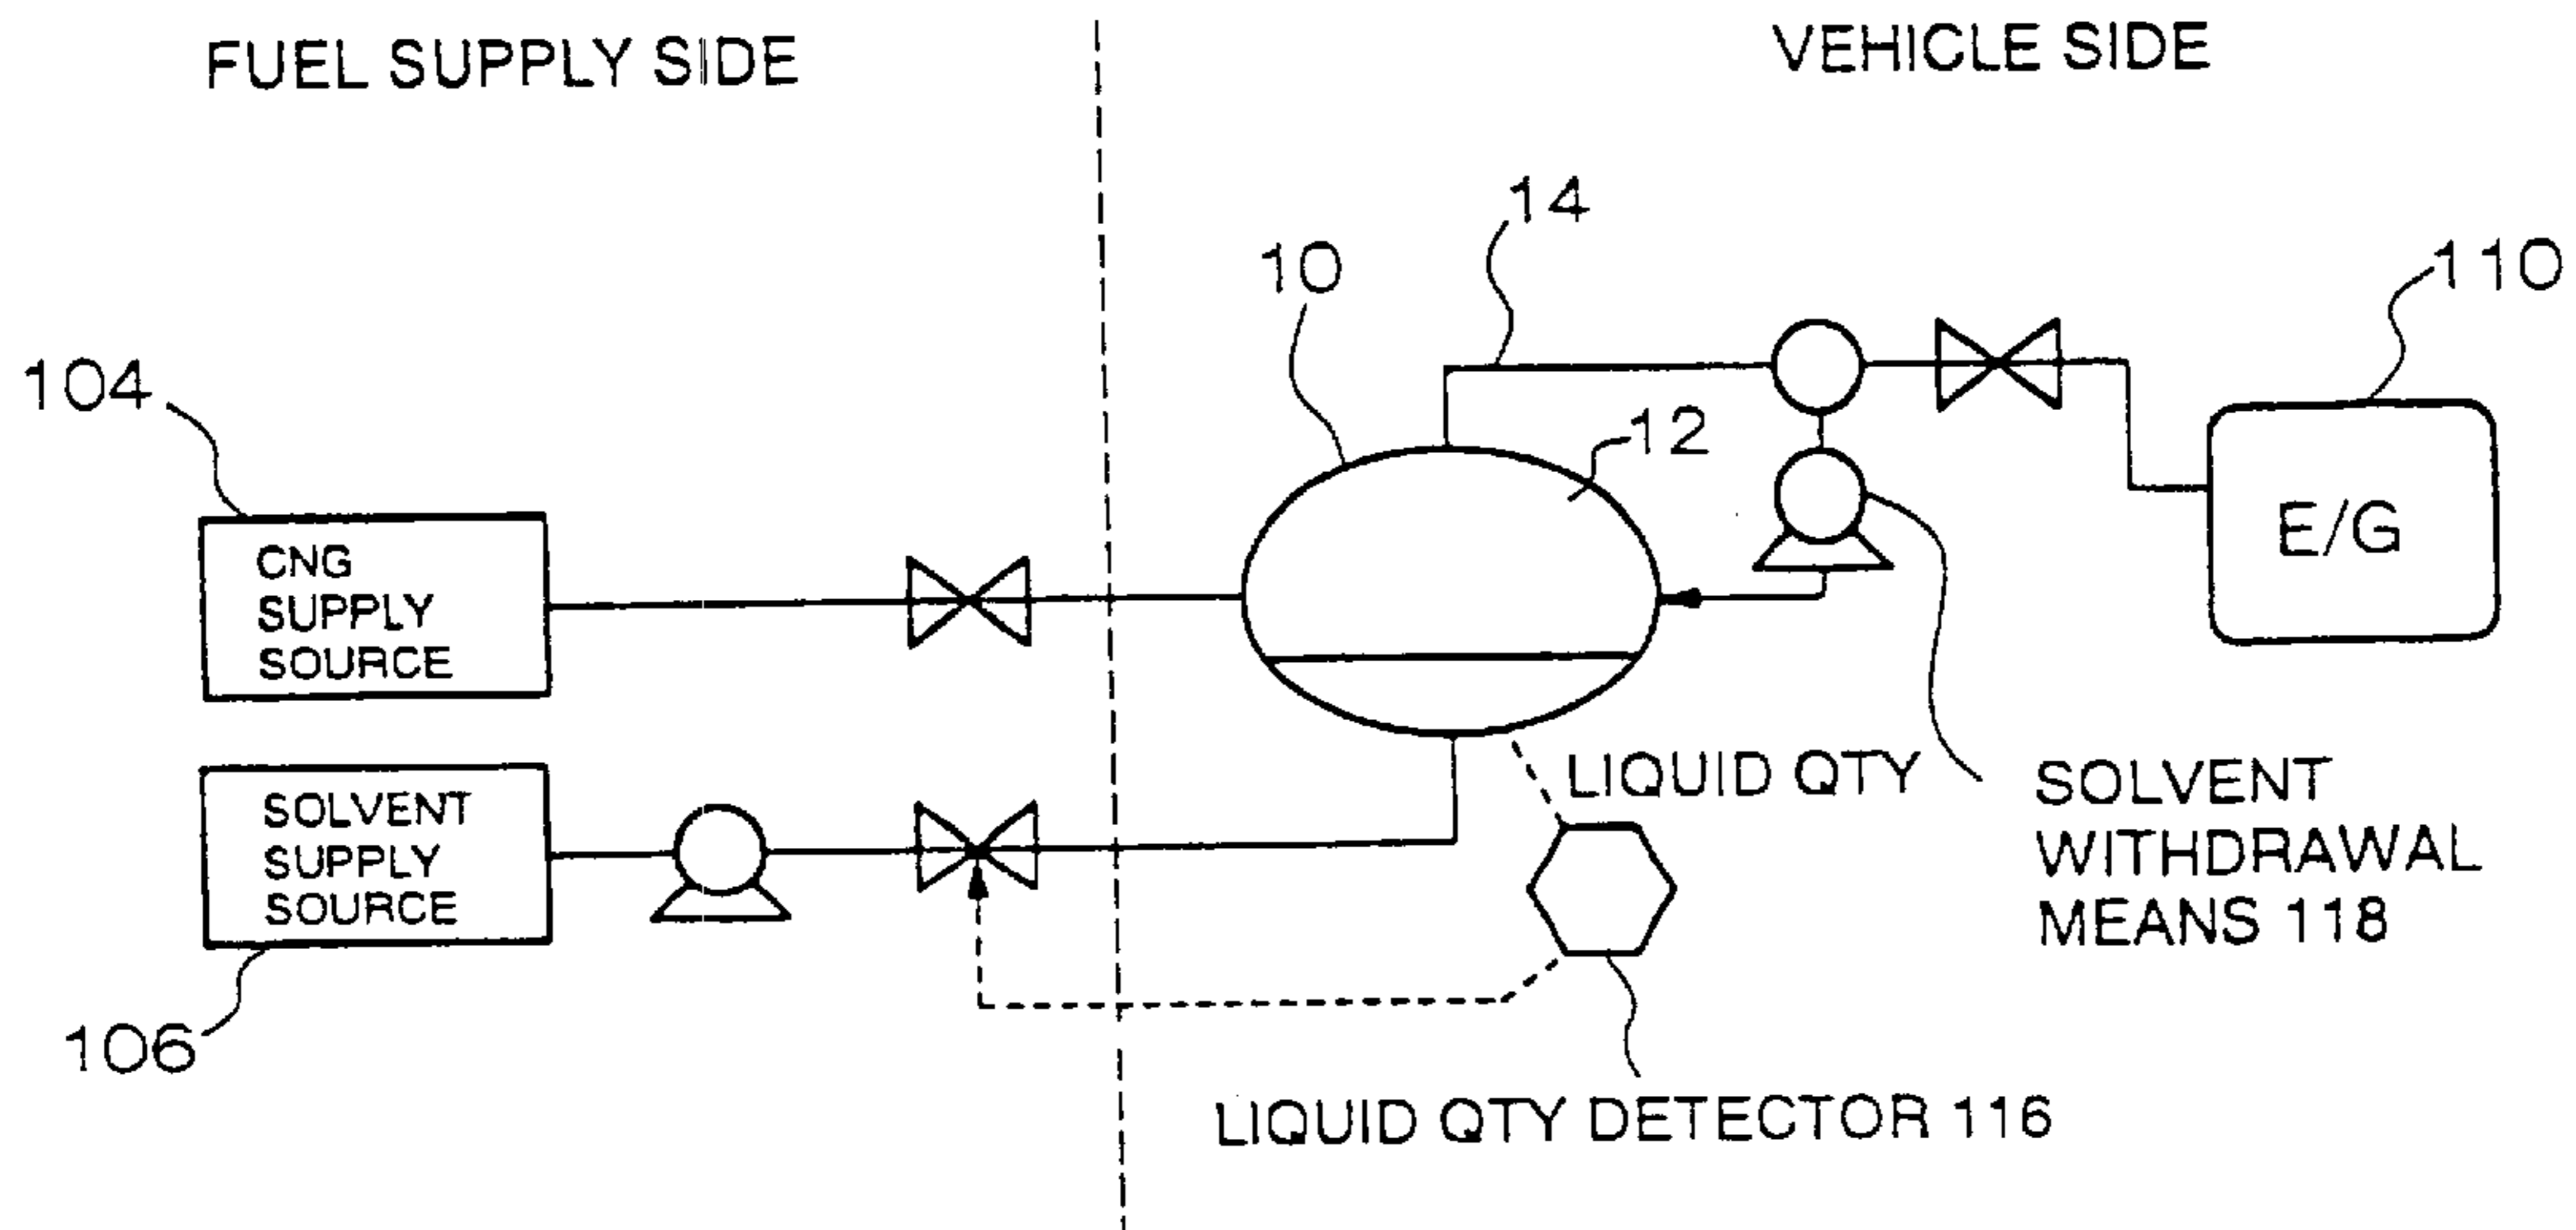 FUEL SUPPLY SIDE
VEHICLE SIDE
14
10
110
104
12
CNG
SUPPLY
SOURCE
E/G
SOLVENT
SUPPLY
SOURCE
LIQUID QTY
SOLVENT
WITHDRAWAL
MEANS 118
106
LIQUID QTY DETECTOR 116